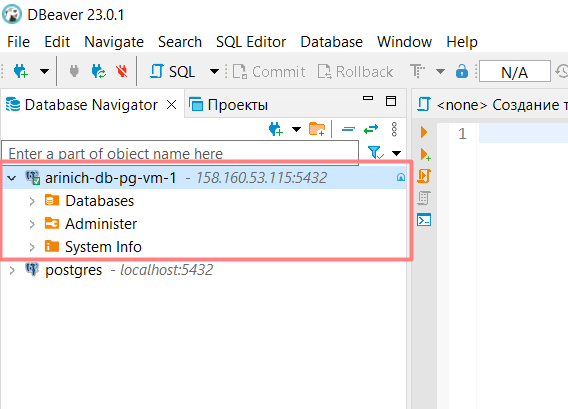 DBeaver 23.0.1
File Edit Navigate Search SQL Editor Database Window Help
SQL Commit Rollback N/A
Database Navigator Проекты <none> Создание т
Enter a part of object name here 1
arinich-db-pg-vm-1 - 158.160.53.115:5432
Databases
Administer
System Info
postgres - localhost:5432